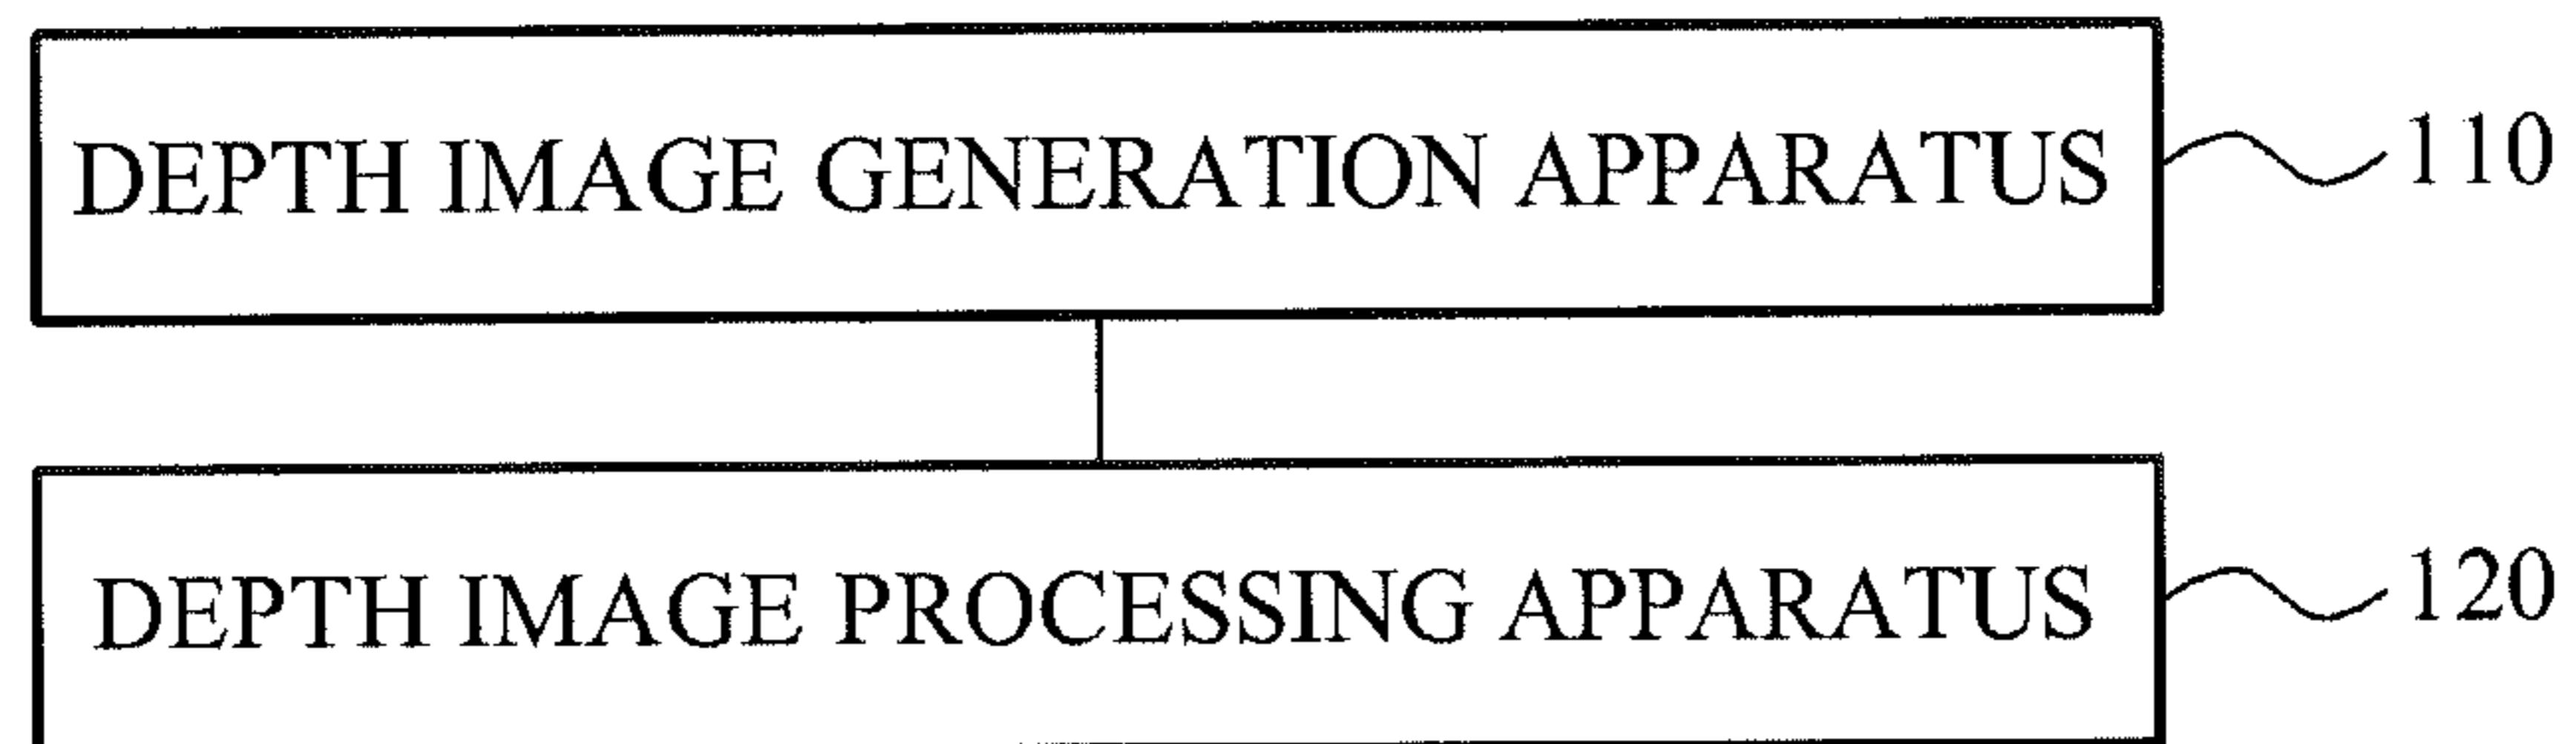 DEPTH IMAGE GENERATION APPARATUS 110
DEPTH IMAGE PROCESSING APPARATUS 120